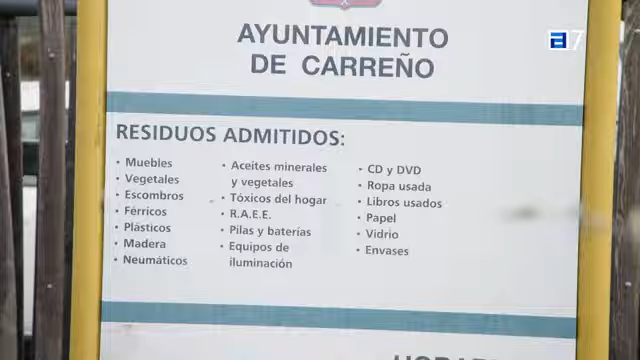 AYUNTAMIENTO
DE CARREÑO
RESIDUOS ADMITIDOS:
· Muebles
· Vegetales
· Escombros
· Férricos
· Plásticos
· Madera
· Neumáticos
· Aceites minerales
y vegetales
· Tóxicos del hogar
· R.A.E.E.
· Pilas y baterías
· Equipos de
iluminación
· CD y DVD
· Ropa usada
· Libros usados
· Papel
· Vidrio
· Envases
a7